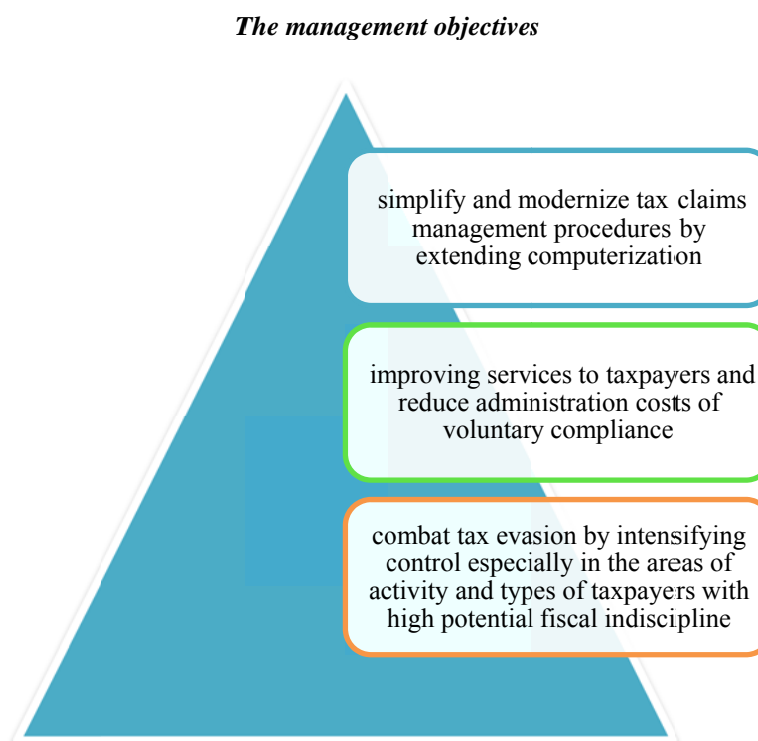 The management objectives
simplify and modernize tax claims
management procedures by
extending computerization
improving services to taxpayers and
reduce administration costs of
voluntary compliance
combat tax evasion by intensifying
control especially in the areas of
activity and types of taxpayers with
high potential fiscal indiscipline